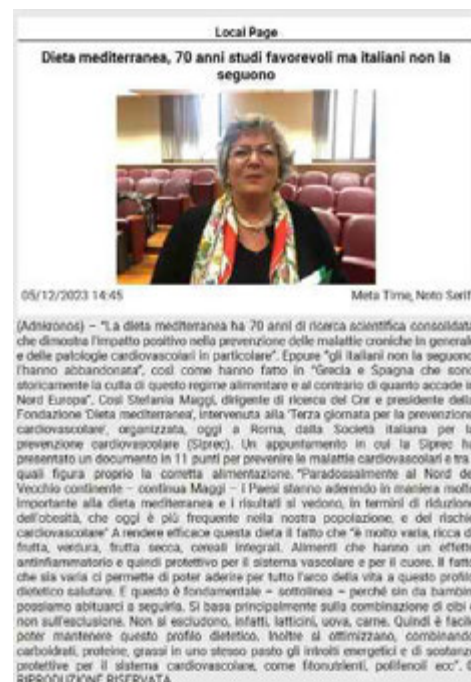 Local Page
Dieta mediterranea, 70 anni studi favorevoli ma italiani non la
seguono
05/12/2023 14:45 Meta Time, Noto Serif
(Adnkronos) – "La dieta mediterranea ha 70 anni di ricerca scientifica consolidata
che dimostra l'impatto positivo nella prevenzione delle malattie croniche in generale
e delle patologie cardiovascolari in particolare". Eppure "gli italiani non la seguono
l'hanno abbandonata", così come hanno fatto in "Grecia e Spagna che sono
storicamente la culla di questo regime alimentare e al contrario di quanto accade
Nord Europa". Così Stefania Maggi, dirigente di ricerca del Cnr e presidente della
Fondazione 'Dieta mediterranea', intervenuta alla 'Terza giornata per la prevenzione
cardiovascolare', organizzata, oggi a Roma, dalla Società italiana per la
prevenzione cardiovascolare (Siprec). Un appuntamento in cui la Siprec h
presentato un documento in 11 punti per prevenire le malattie cardiovascolari e tra
quali figura proprio la corretta alimentazione. "Paradossalmente al Nord de
Vecchio continente – continua Maggi – i Paesi stanno aderendo in maniera molto
importante alla dieta mediterranea e i risultati si vedono, in termini di riduzione
dell'obesità, che oggi è più frequente nella nostra popolazione, e del rischio
cardiovascolare" A rendere efficace questa dieta il fatto che "è molto varia, ricca d
frutta, verdura, frutta secca, cereali integrali. Alimenti che hanno un effetto
antinfiammatorio e quindi protettivo per il sistema vascolare e per il cuore. Il fatto
che sia varia ci permette di poter aderire per tutto l'arco della vita a questo profilo
dietetico salutare. E questo è fondamentale – sottolinea – perché sin da bambini
possiamo abituarci a seguirla. Si basa principalmente sulla combinazione di cibi e
non sull'esclusione. Non si escludono, infatti, latticini, uova, carne. Quindi è facile
poter mantenere questo profilo dietetico. Inoltre si ottimizzano, combinando
carboidrati, proteine, grassi in uno stesso pasto gli introiti energetici e di sostanze
protettive per il sistema cardiovascolare, come fitonutrienti, polifenoli ecc".
RIPRODUZIONE RISERVATA